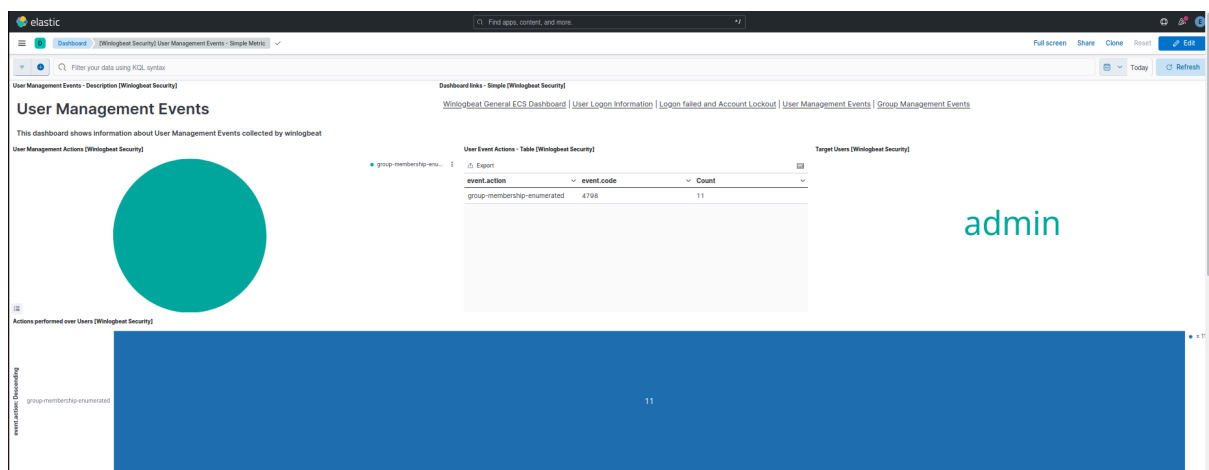 elastic
Find apps, content, and more.
^/
E
D
Dashboard
[Winlogbeat Security] User Management Events - Simple Metric
Full screen
Share
Clone
Reset
Edit
Filter your data using KQL syntax
Today
Refresh
User Management Events - Description [Winlogbeat Security]
Dashboard links - Simple [Winlogbeat Security]
User Management Events
Winlogbeat General ECS Dashboard | User Logon Information | Logon failed and Account Lockout | User Management Events | Group Management Events
This dashboard shows information about User Management Events collected by winlogbeat
User Management Actions [Winlogbeat Security]
User Event Actions - Table [Winlogbeat Security]
Target Users [Winlogbeat Security]
group-membership-enu...
Export
event.action
event.code
Count
group-membership-enumerated
4798
11
admin
Actions performed over Users [Winlogbeat Security]
event.action: Descending
group-membership-enumerated
11